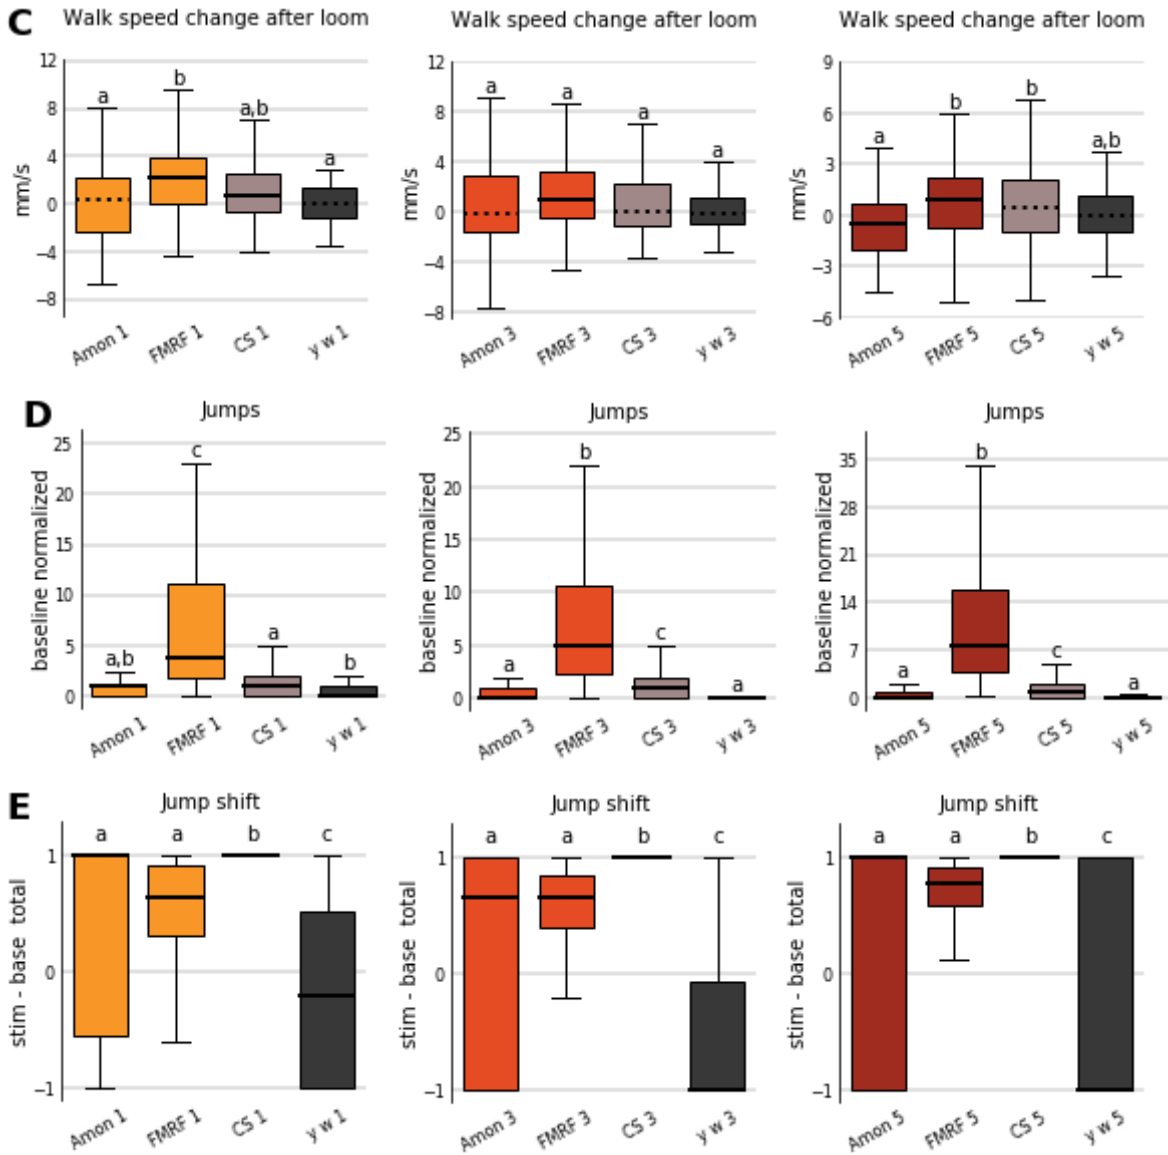 C
Walk speed change after loom
Walk speed change after loom
Walk speed change after loom
mm/s
12
8
4
0
−4
−8
a
b
a,b
a
Amon 1
FMRF 1
CS 1
y w 1
mm/s
12
8
4
0
−4
−8
a
a
a
a
Amon 3
FMRF 3
CS 3
y w 3
mm/s
9
6
3
0
−3
−6
a
b
b
a,b
Amon 5
FMRF 5
CS 5
y w 5
D
Jumps
Jumps
Jumps
baseline normalized
25
20
15
10
5
0
a,b
c
a
b
Amon 1
FMRF 1
CS 1
y w 1
baseline normalized
25
20
15
10
5
0
a
b
c
a
Amon 3
FMRF 3
CS 3
y w 3
baseline normalized
35
28
21
14
7
0
a
b
c
a
Amon 5
FMRF 5
CS 5
y w 5
E
Jump shift
Jump shift
Jump shift
stim - base total
1
0
−1
a
a
b
c
Amon 1
FMRF 1
CS 1
y w 1
stim - base total
1
0
−1
a
a
b
c
Amon 3
FMRF 3
CS 3
y w 3
stim - base total
1
0
−1
a
a
b
c
Amon 5
FMRF 5
CS 5
y w 5